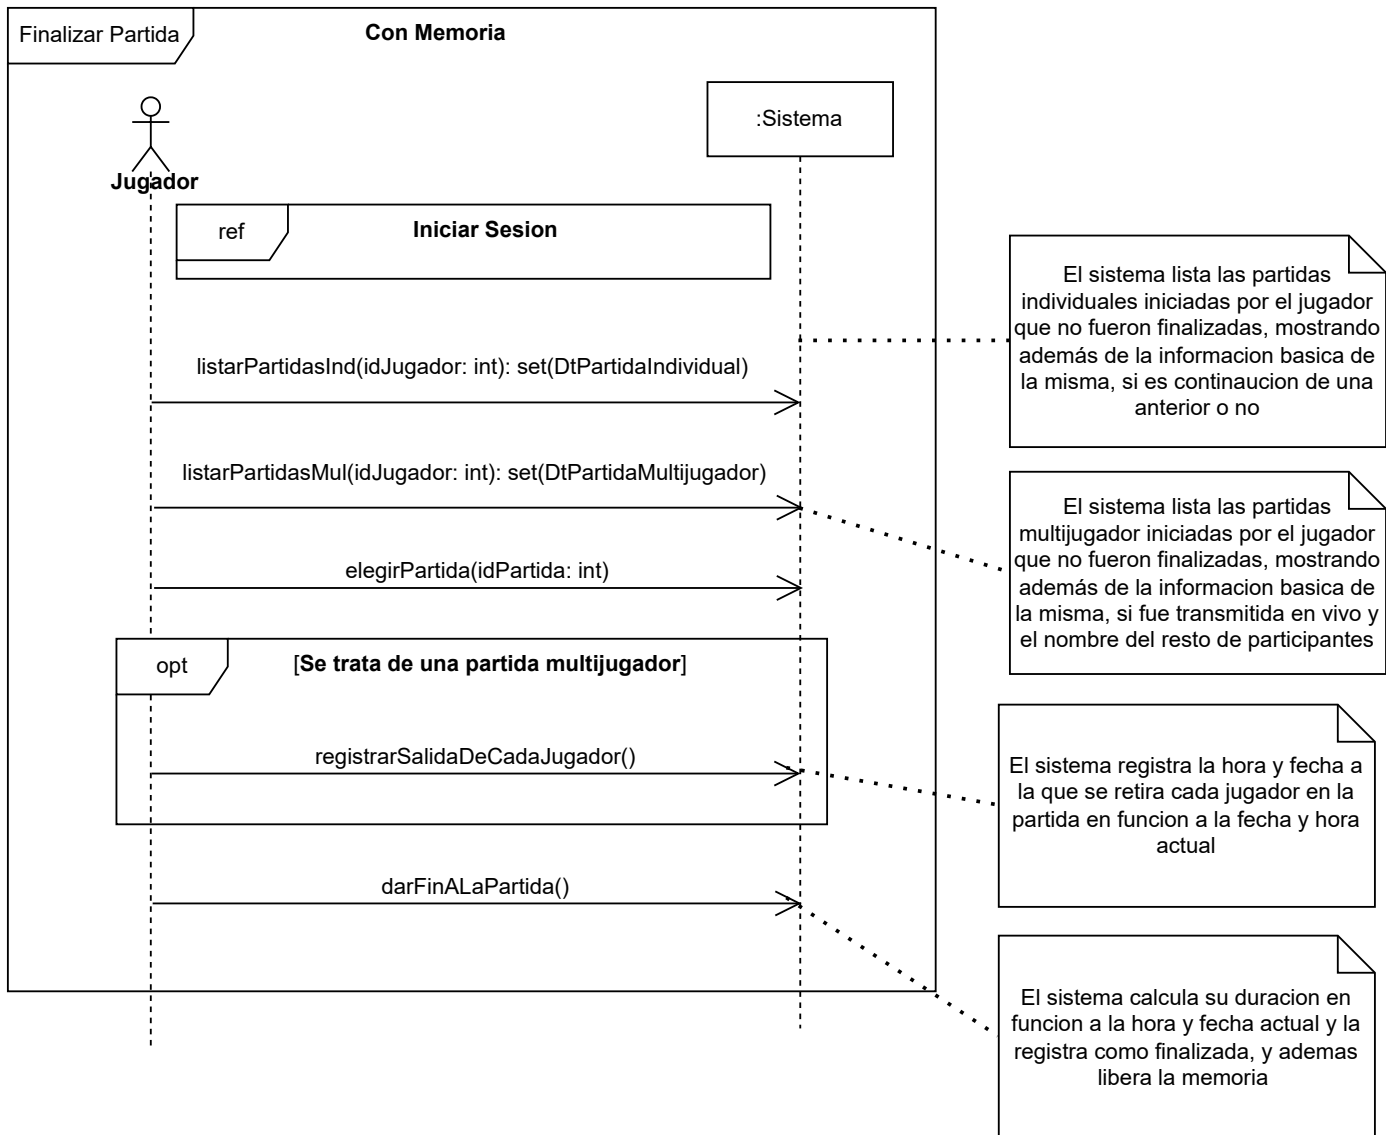 Finalizar Partida
Con Memoria
:Sistema
Jugador
ref
Iniciar Sesion
El sistema lista las partidas
individuales iniciadas por el jugador
que no fueron finalizadas, mostrando
además de la informacion basica de
la misma, si es continaucion de una
anterior o no
listarPartidasInd(idJugador: int): set(DtPartidaIndividual)
listarPartidasMul(idJugador: int): set(DtPartidaMultijugador)
El sistema lista las partidas
multijugador iniciadas por el jugador
que no fueron finalizadas, mostrando
además de la informacion basica de
la misma, si fue transmitida en vivo y
el nombre del resto de participantes
elegirPartida(idPartida: int)
opt
[Se trata de una partida multijugador]
registrarSalidaDeCadaJugador()
El sistema registra la hora y fecha a
la que se retira cada jugador en la
partida en funcion a la fecha y hora
actual
darFinALaPartida()
El sistema calcula su duracion en
funcion a la hora y fecha actual y la
registra como finalizada, y ademas
libera la memoria